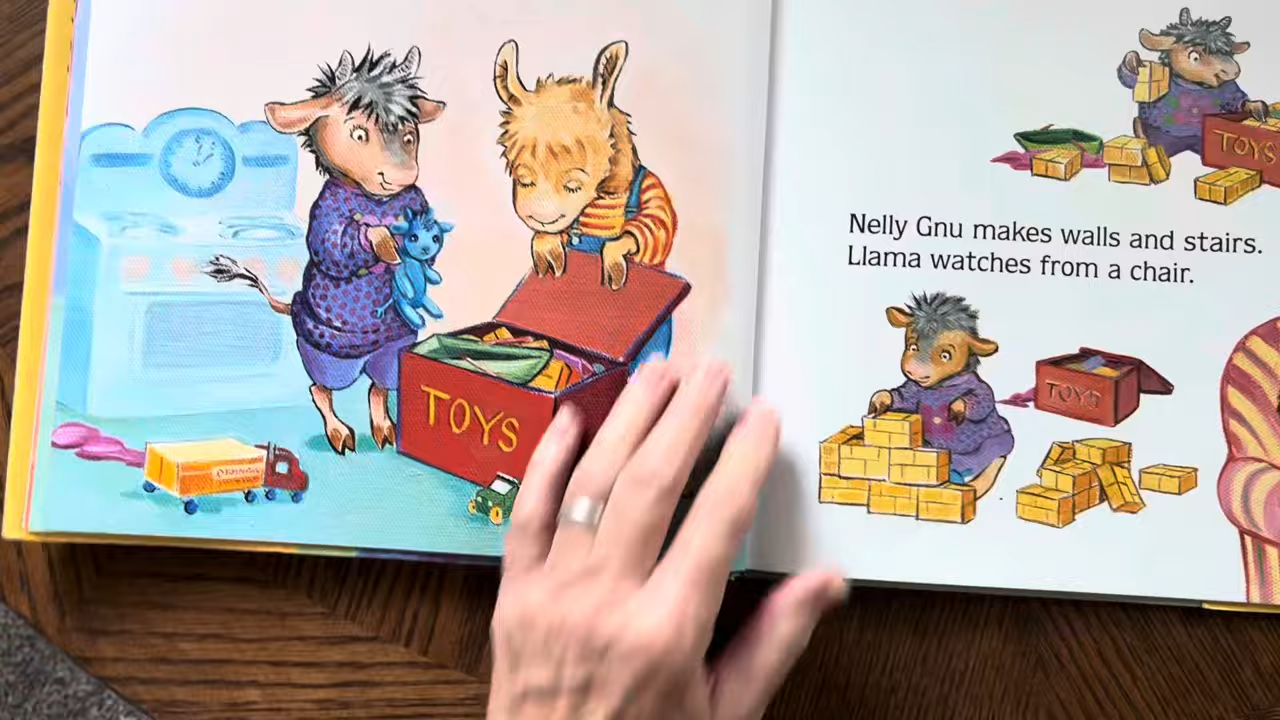 TOYS
TOYS
Nelly Gnu makes walls and stairs.
Llama watches from a chair.
TOYS